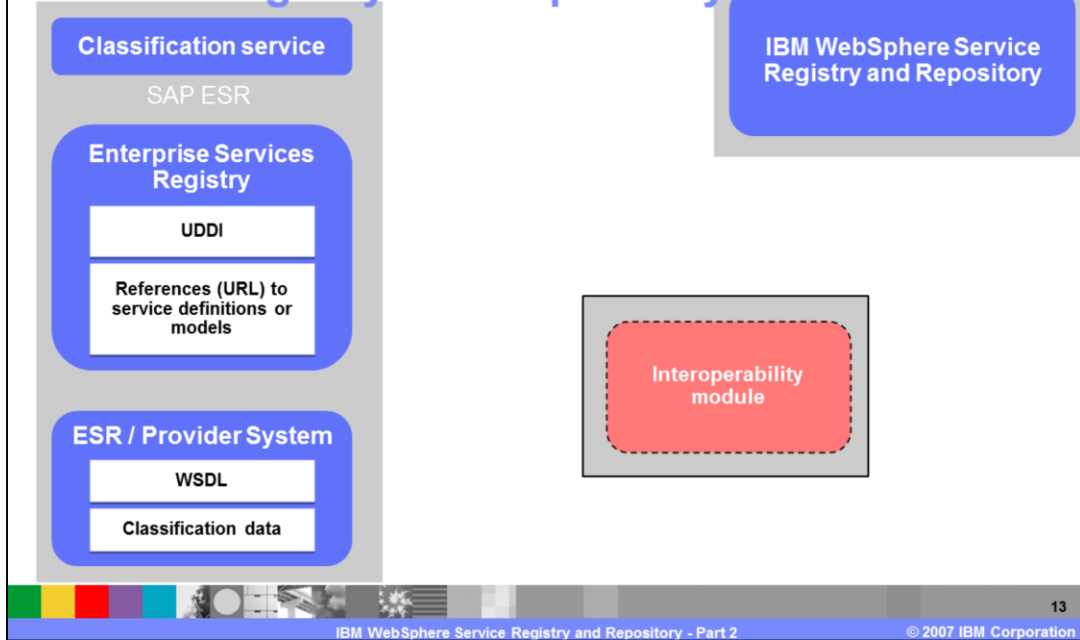 Classification service
SAP ESR
Enterprise Services
Registry
UDDI
References (URL) to
service definitions or
models
ESR / Provider System
WSDL
Classification data
IBM WebSphere Service
Registry and Repository
Interoperability
module
13
IBM WebSphere Service Registry and Repository - Part 2
© 2007 IBM Corporation